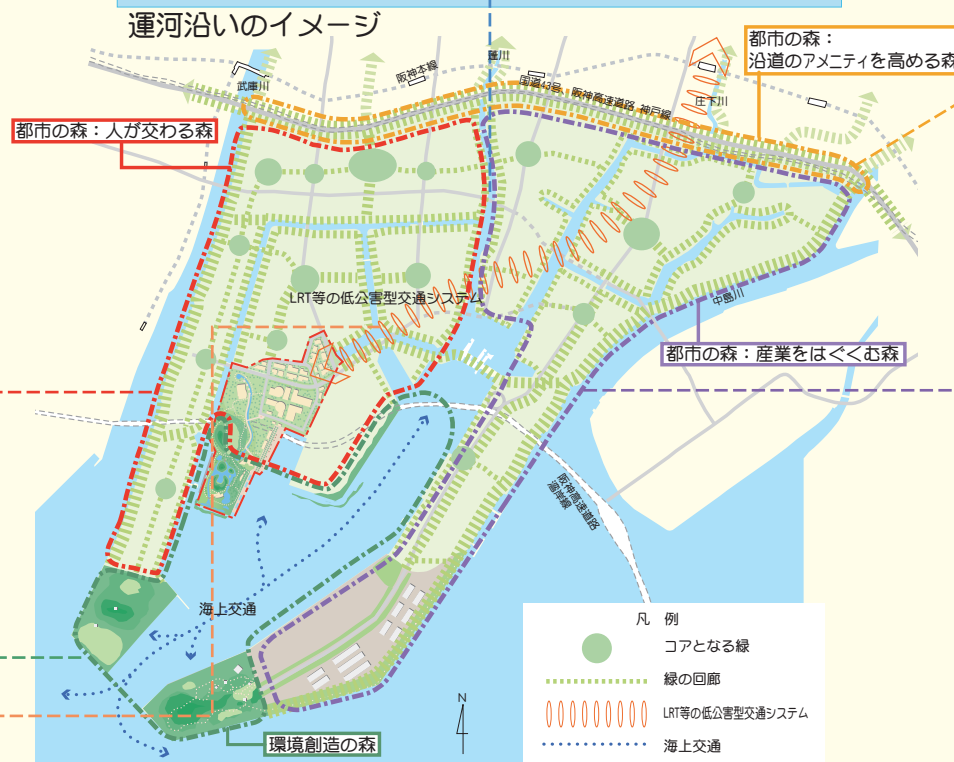 運河沿いのイメージ
都市の森：
沿道のアメニティを高める森
武庫川
阪神本線
蓬川
国道43号、阪神高速道路 神戸線
庄下川
都市の森：人が交わる森
LRT等の低公害型交通システム
中島川
都市の森：産業をはぐくむ森
阪神高速道路
湾岸線
海上交通
環境創造の森
N
凡 例
コアとなる緑
緑の回廊
LRT等の低公害型交通システム
海上交通